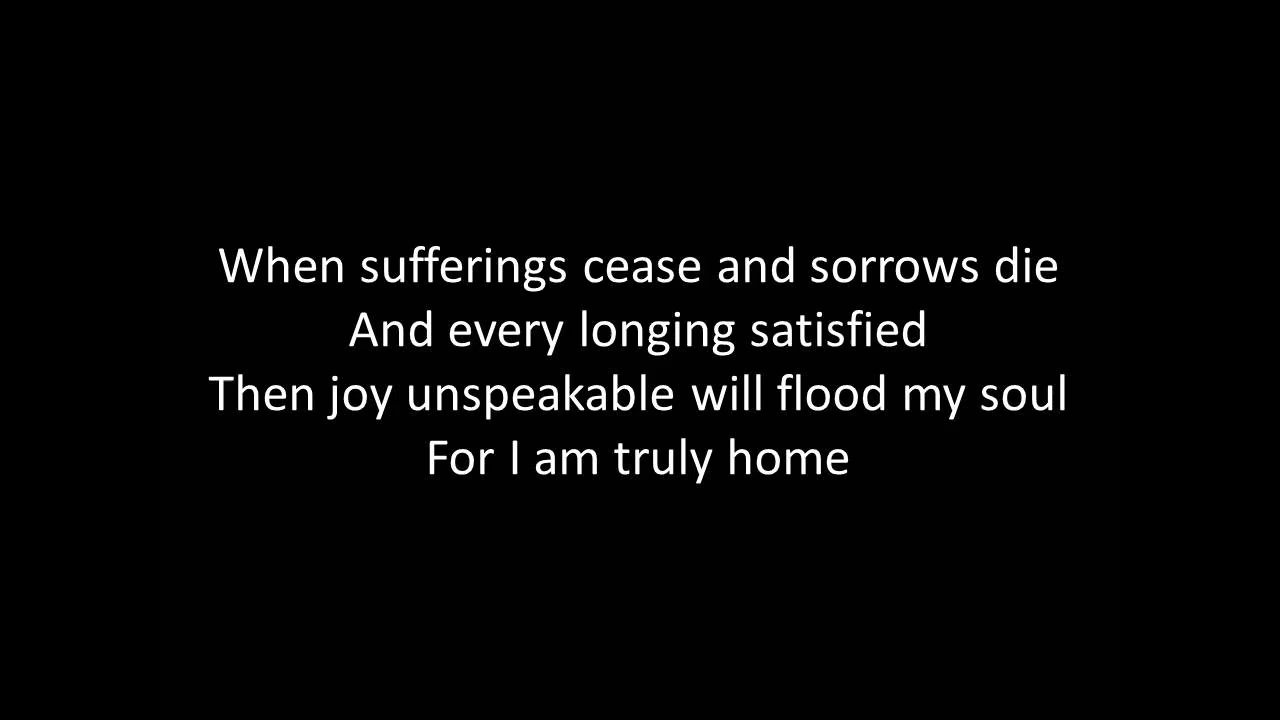 When sufferings cease and sorrows die
And every longing satisfied
Then joy unspeakable will flood my soul
For I am truly home